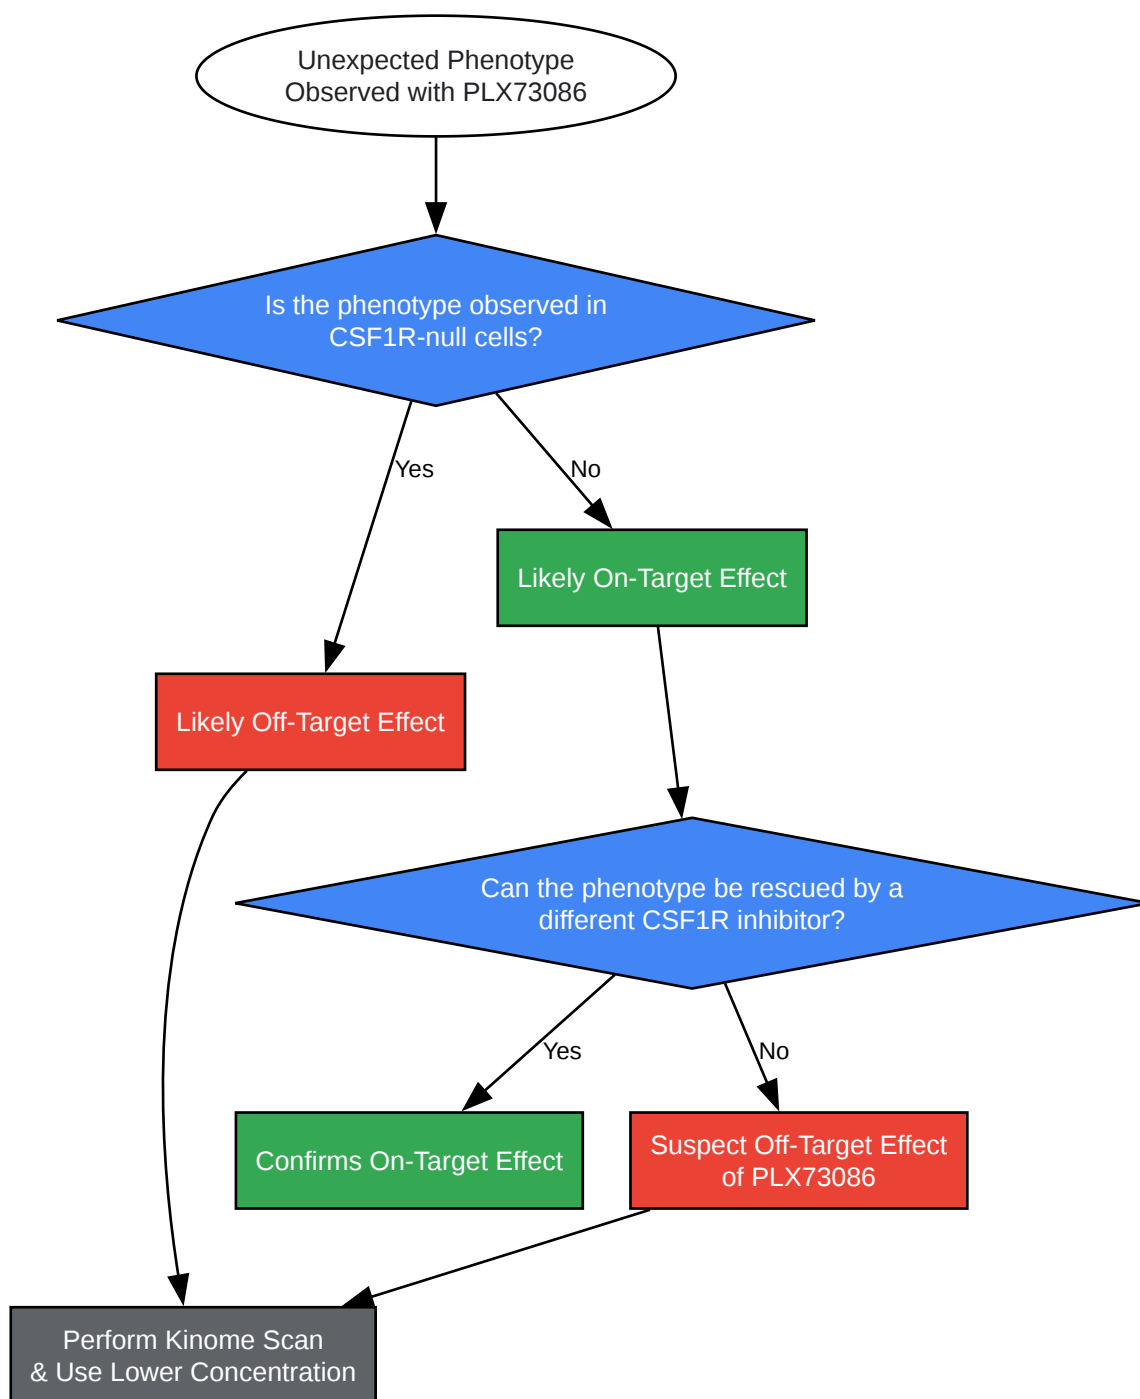 Unexpected Phenotype
Observed with PLX73086
Is the phenotype observed in
CSF1R-null cells?
Yes
No
Likely On-Target Effect
Likely Off-Target Effect
Can the phenotype be rescued by a
different CSF1R inhibitor?
Yes
No
Confirms On-Target Effect
Suspect Off-Target Effect
of PLX73086
Perform Kinome Scan
& Use Lower Concentration